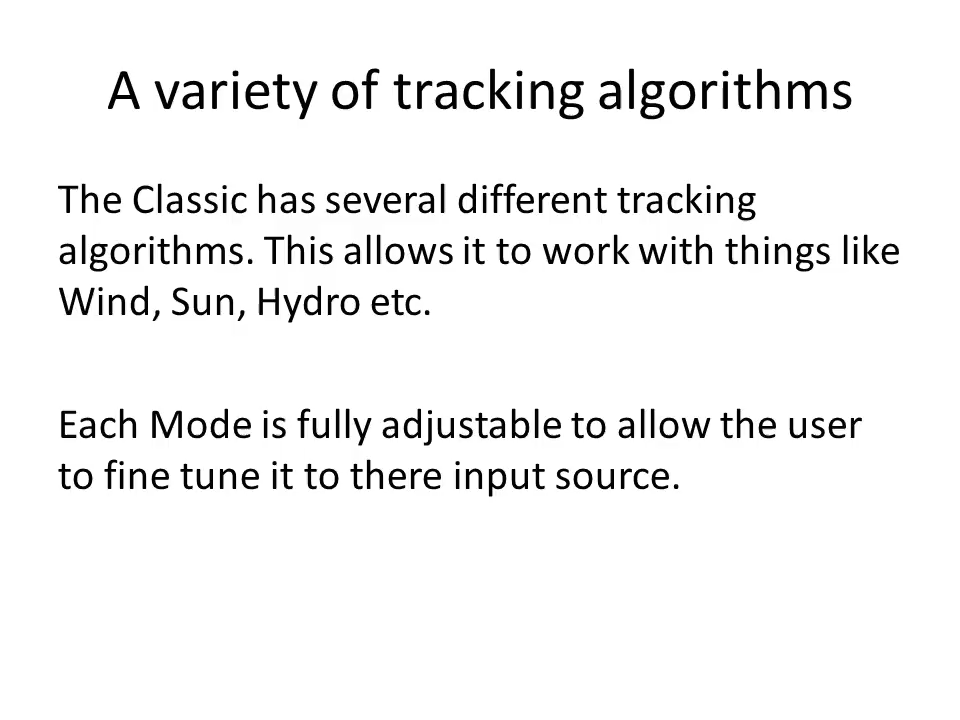 A variety of tracking algorithms
The Classic has several different tracking
algorithms. This allows it to work with things like
Wind, Sun, Hydro etc.
Each Mode is fully adjustable to allow the user
to fine tune it to there input source.